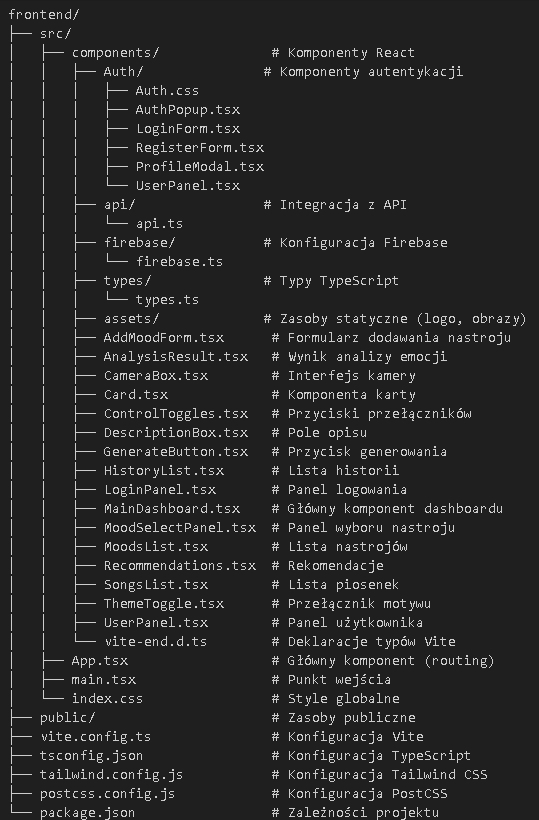 frontend/
├── src/
│   ├── components/              # Komponenty React
│   │   ├── Auth/               # Komponenty autentykacji
│   │   │   ├── Auth.css
│   │   │   ├── AuthPopup.tsx
│   │   │   ├── LoginForm.tsx
│   │   │   ├── RegisterForm.tsx
│   │   │   ├── ProfileModal.tsx
│   │   │   └── UserPanel.tsx
│   │   ├── api/                # Integracja z API
│   │   │   └── api.ts
│   │   ├── firebase/           # Konfiguracja Firebase
│   │   │   └── firebase.ts
│   │   ├── types/              # Typy TypeScript
│   │   │   └── types.ts
│   │   ├── assets/             # Zasoby statyczne (logo, obrazy)
│   │   ├── AddMoodForm.tsx      # Formularz dodawania nastroju
│   │   ├── AnalysisResult.tsx   # Wynik analizy emocji
│   │   ├── CameraBox.tsx        # Interfejs kamery
│   │   ├── Card.tsx             # Komponenta karty
│   │   ├── ControlToggles.tsx   # Przyciski przełączników
│   │   ├── DescriptionBox.tsx   # Pole opisu
│   │   ├── GenerateButton.tsx   # Przycisk generowania
│   │   ├── HistoryList.tsx      # Lista historii
│   │   ├── LoginPanel.tsx       # Panel logowania
│   │   ├── MainDashboard.tsx    # Główny komponent dashboardu
│   │   ├── MoodSelectPanel.tsx  # Panel wyboru nastroju
│   │   ├── MoodsList.tsx        # Lista nastrojów
│   │   ├── Recommendations.tsx  # Rekomendacje
│   │   ├── SongsList.tsx        # Lista piosenek
│   │   ├── ThemeToggle.tsx      # Przełącznik motywu
│   │   ├── UserPanel.tsx        # Panel użytkownika
│   │   └── vite-end.d.ts        # Deklaracje typów Vite
│   ├── App.tsx                  # Główny komponent (routing)
│   ├── main.tsx                 # Punkt wejścia
│   └── index.css                # Style globalne
├── public/                      # Zasoby publiczne
├── vite.config.ts               # Konfiguracja Vite
├── tsconfig.json                # Konfiguracja TypeScript
├── tailwind.config.js           # Konfiguracja Tailwind CSS
├── postcss.config.js            # Konfiguracja PostCSS
└── package.json                 # Zależności projektu